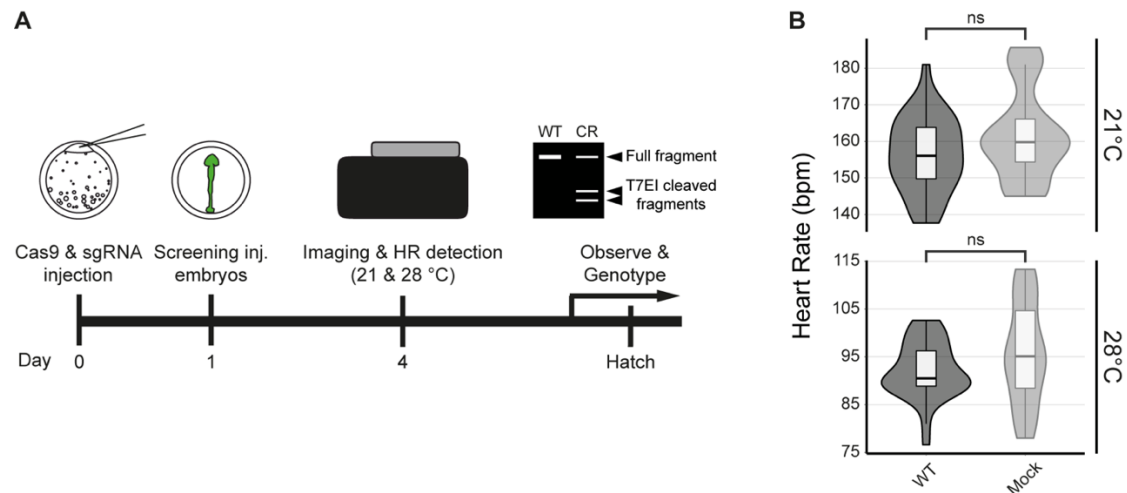 A
WT CR
Full fragment
T7EI cleaved
fragments
Cas9 & sgRNA
injection
Screening inj.
embryos
Imaging & HR detection
(21 & 28 °C)
Observe &
Genotype
Day 0 1 4 Hatch
B
Heart Rate (bpm)
ns
180
170
160
150
140
21°C
ns
115
105
95
85
75
28°C
WT Mock